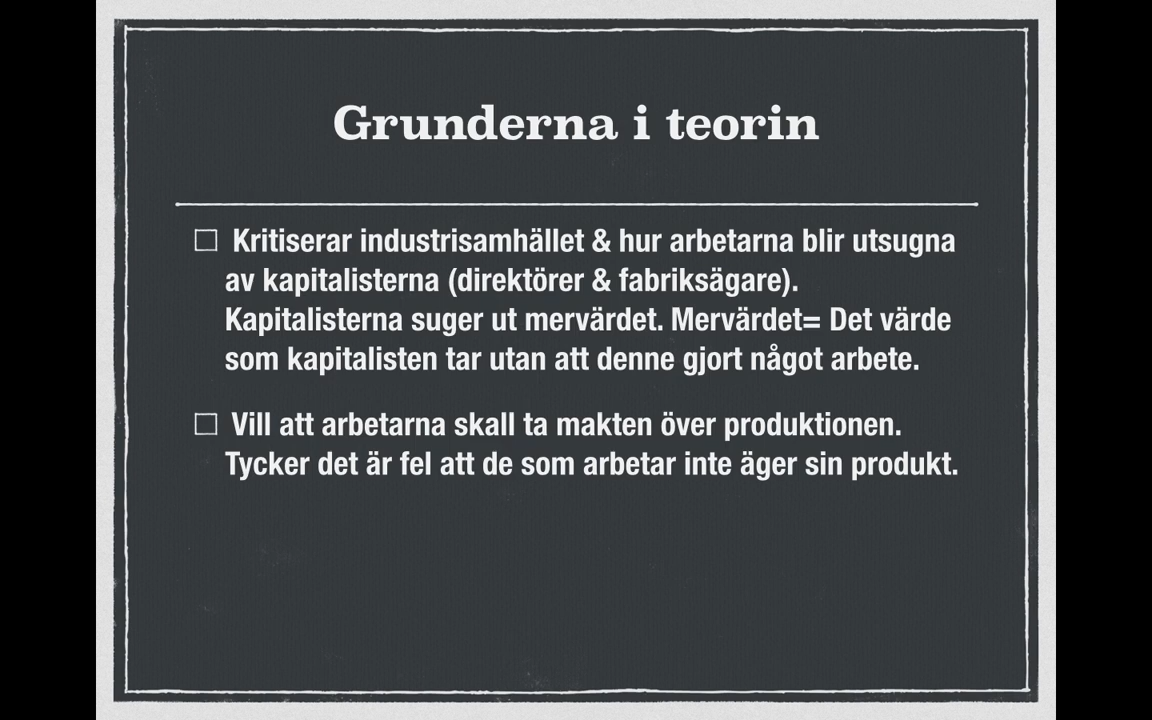 Grunderna i teorin
Kritiserar industrisamhället & hur arbetarna blir utsugna
av kapitalisterna (direktörer & fabriksägare).
Kapitalisterna suger ut mervärdet. Mervärdet= Det värde
som kapitalisten tar utan att denne gjort något arbete.
Vill att arbetarna skall ta makten över produktionen.
Tycker det är fel att de som arbetar inte äger sin produkt.